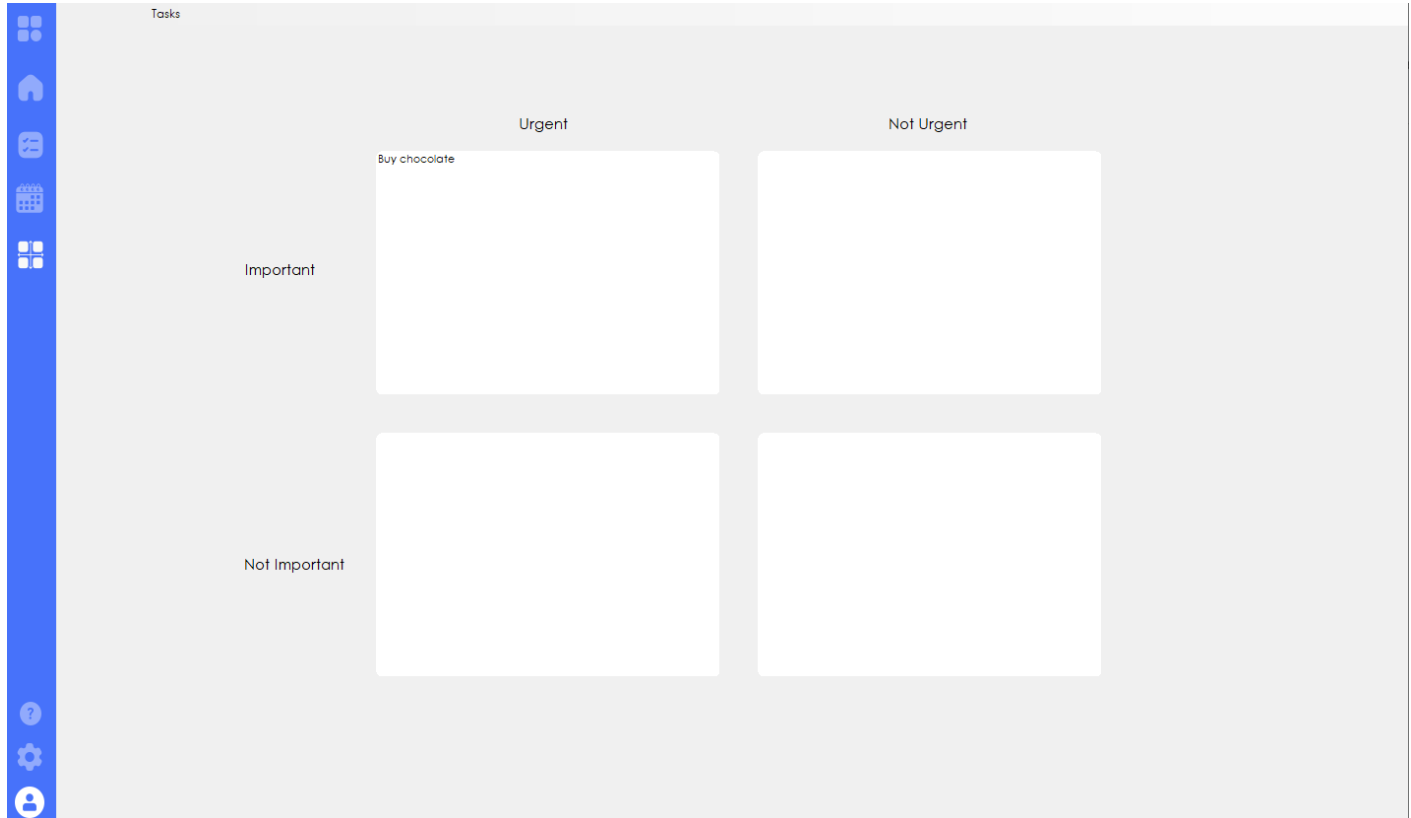 Tasks
Urgent
Not Urgent
Buy chocolate
Important
Not Important
?